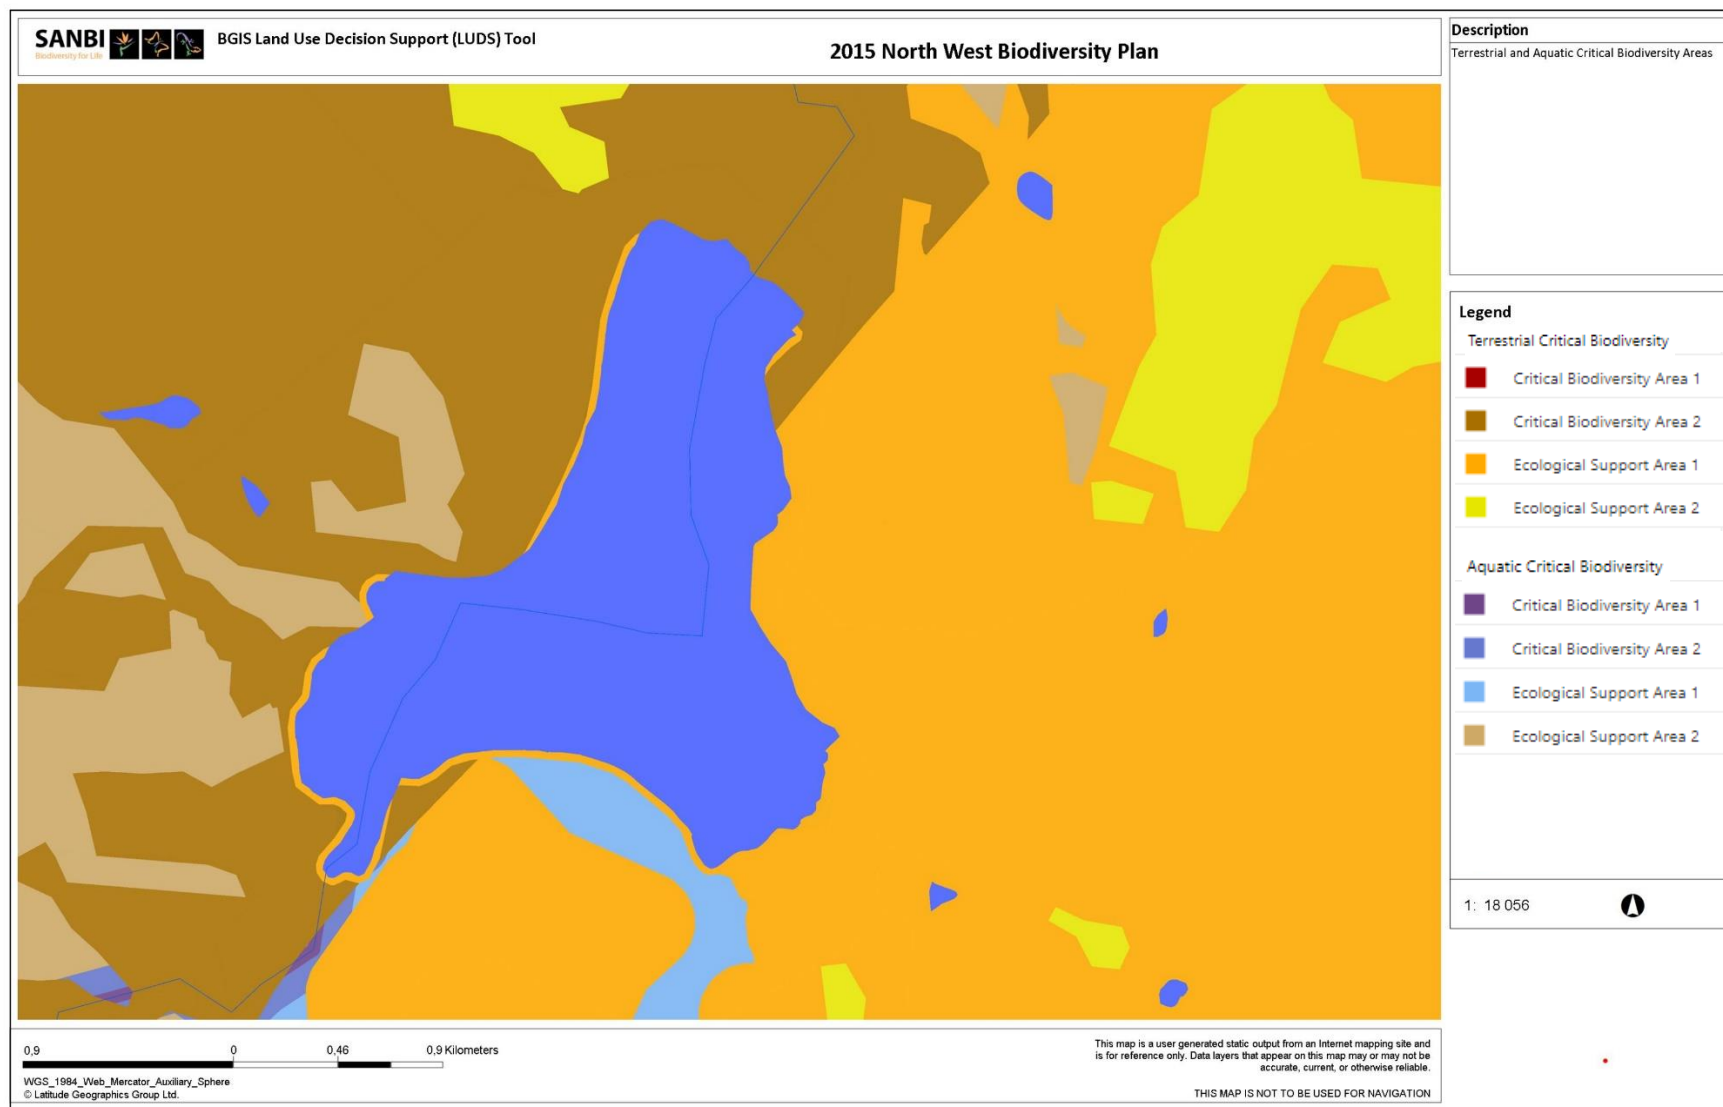 SANBI
Biodiversity for Life
BGIS Land Use Decision Support (LUDS) Tool
2015 North West Biodiversity Plan
Description
Terrestrial and Aquatic Critical Biodiversity Areas
Legend
Terrestrial Critical Biodiversity
Critical Biodiversity Area 1
Critical Biodiversity Area 2
Ecological Support Area 1
Ecological Support Area 2
Aquatic Critical Biodiversity
Critical Biodiversity Area 1
Critical Biodiversity Area 2
Ecological Support Area 1
Ecological Support Area 2
1: 18 056
0,9 0 0,46 0,9 Kilometers
WGS_1984_Web_Mercator_Auxiliary_Sphere
© Latitude Geographics Group Ltd.
This map is a user generated static output from an Internet mapping site and
is for reference only. Data layers that appear on this map may or may not be
accurate, current, or otherwise reliable.
THIS MAP IS NOT TO BE USED FOR NAVIGATION